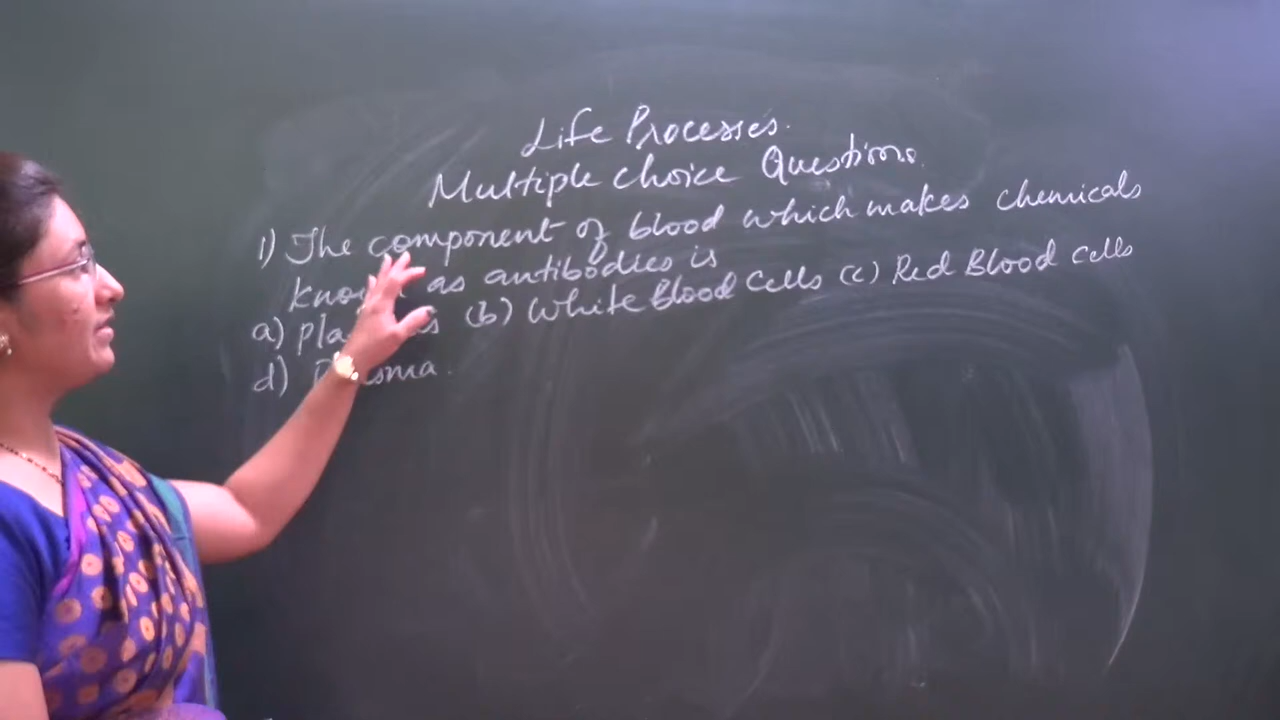 Life Processes.
Multiple choice Questions.
1) The component of blood which makes chemicals
known as antibodies is
a) (b) White Blood Cells (c) Red Blood cells
d)